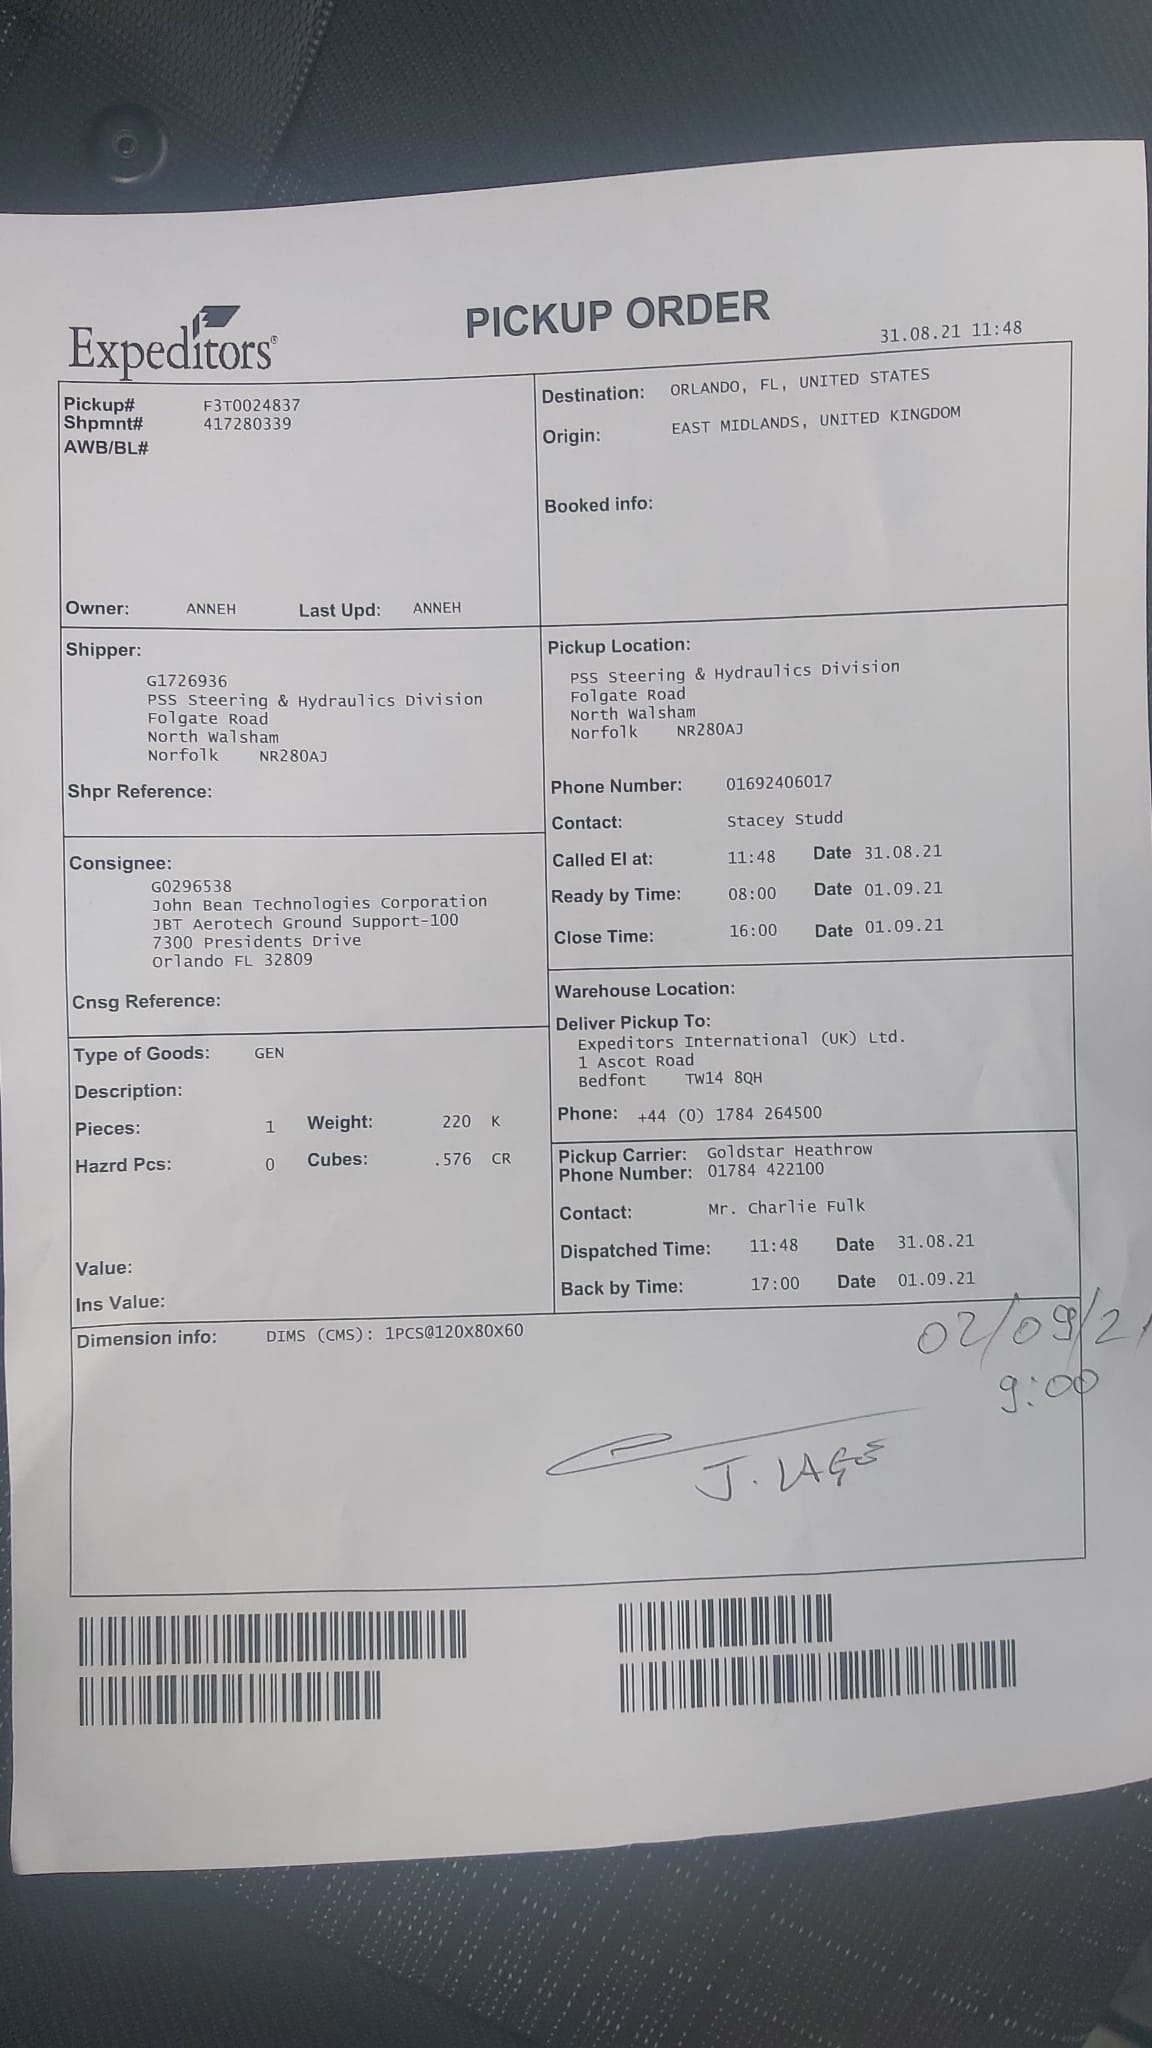 Expeditors®
PICKUP ORDER
31.08.21 11:48
Pickup# F3T0024837
Shpmnt# 417280339
AWB/BL#
Owner: ANNEH Last Upd: ANNEH
Destination: ORLANDO, FL, UNITED STATES
Origin: EAST MIDLANDS, UNITED KINGDOM
Booked info:
Shipper:
G1726936
PSS Steering & Hydraulics Division
Folgate Road
North Walsham
Norfolk NR280AJ
Shpr Reference:
Pickup Location:
PSS Steering & Hydraulics Division
Folgate Road
North Walsham
Norfolk NR280AJ
Phone Number: 01692406017
Contact: Stacey Studd
Called EI at: 11:48 Date 31.08.21
Ready by Time: 08:00 Date 01.09.21
Close Time: 16:00 Date 01.09.21
Consignee:
G0296538
John Bean Technologies Corporation
JBT Aerotech Ground Support-100
7300 Presidents Drive
Orlando FL 32809
Cnsg Reference:
Warehouse Location:
Deliver Pickup To:
Expeditors International (UK) Ltd.
1 Ascot Road
Bedfont TW14 8QH
Phone: +44 (0) 1784 264500
Type of Goods: GEN
Description:
Pieces: 1 Weight: 220 K
Hazrd Pcs: 0 Cubes: .576 CR
Value:
Ins Value:
Pickup Carrier: Goldstar Heathrow
Phone Number: 01784 422100
Contact: Mr. Charlie Fulk
Dispatched Time: 11:48 Date 31.08.21
Back by Time: 17:00 Date 01.09.21
Dimension info: DIMS (CMS): 1PCS@120X80X60
02/09/21
9:00
J. LAGE